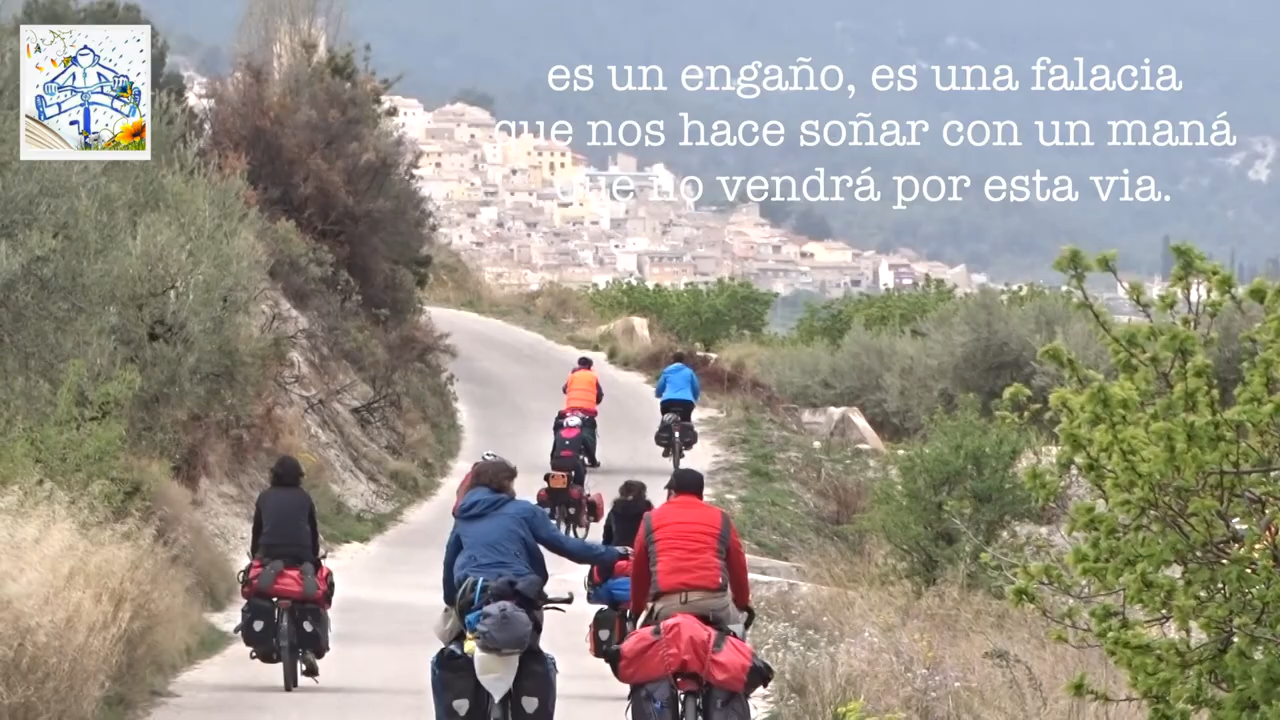 es un engaño, es una falacia
que nos hace soñar con un maná
que no vendrá por esta via.